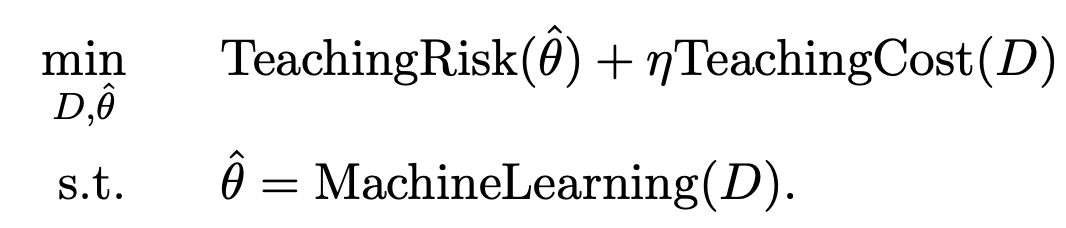 min TeachingRisk(θ̂) + ηTeachingCost(D)
D,θ̂
s.t. θ̂ = MachineLearning(D).